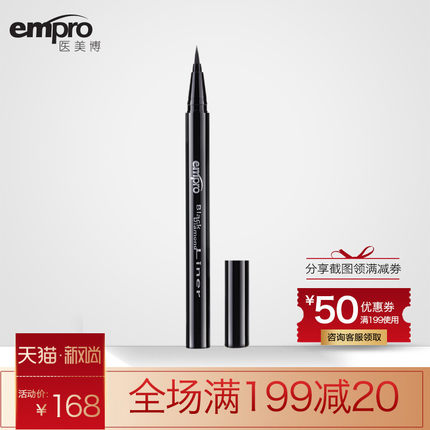 empro
医美博
empro
Black
Diamond
Liner
分享截图领满减券
¥50优惠券
满199使用
咨询客服领取
天猫·新风尚
活动价:
¥168
全场满199减20